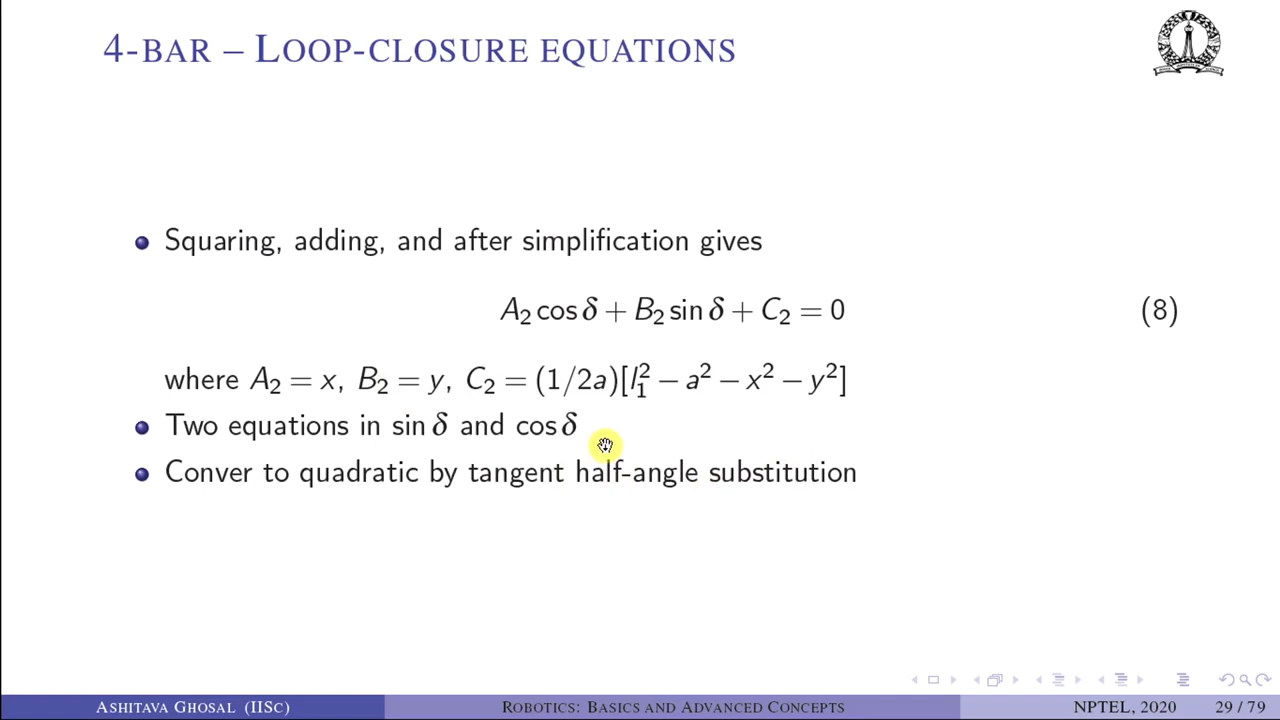 4-BAR – LOOP-CLOSURE EQUATIONS
Squaring, adding, and after simplification gives
A₂ cos δ + B₂ sin δ + C₂ = 0 (8)
where A₂ = x, B₂ = y, C₂ = (1/2a)[l₁² − a² − x² − y²]
Two equations in sin δ and cos δ
Conver to quadratic by tangent half-angle substitution
ASHITAVA GHOSAL (IISC) ROBOTICS: BASICS AND ADVANCED CONCEPTS NPTEL, 2020 29 / 79